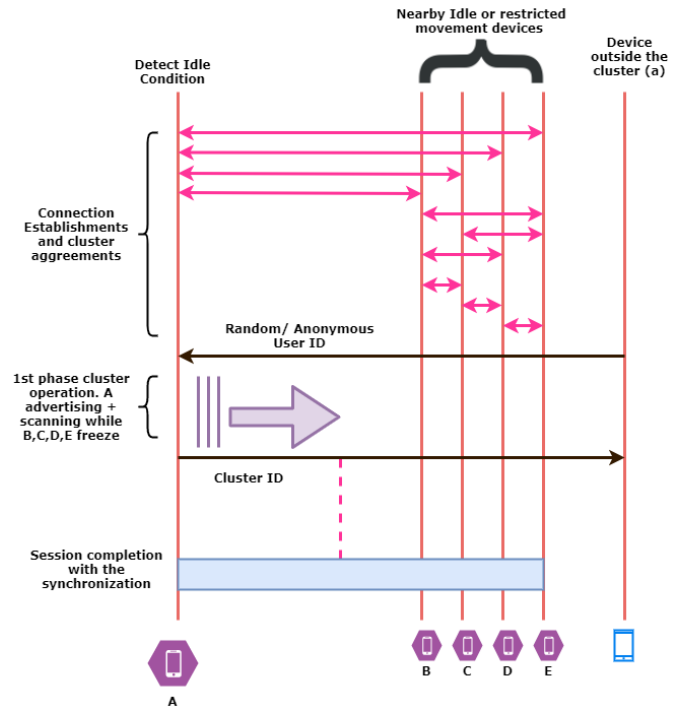 Nearby Idle or restricted
movement devices
Detect Idle
Condition
Device
outside the
cluster (a)
Connection
Establishments
and cluster
aggreements
Random/ Anonymous
User ID
1st phase cluster
operation. A
advertising +
scanning while
B,C,D,E freeze
Cluster ID
Session completion
with the
synchronization
A
B
C
D
E